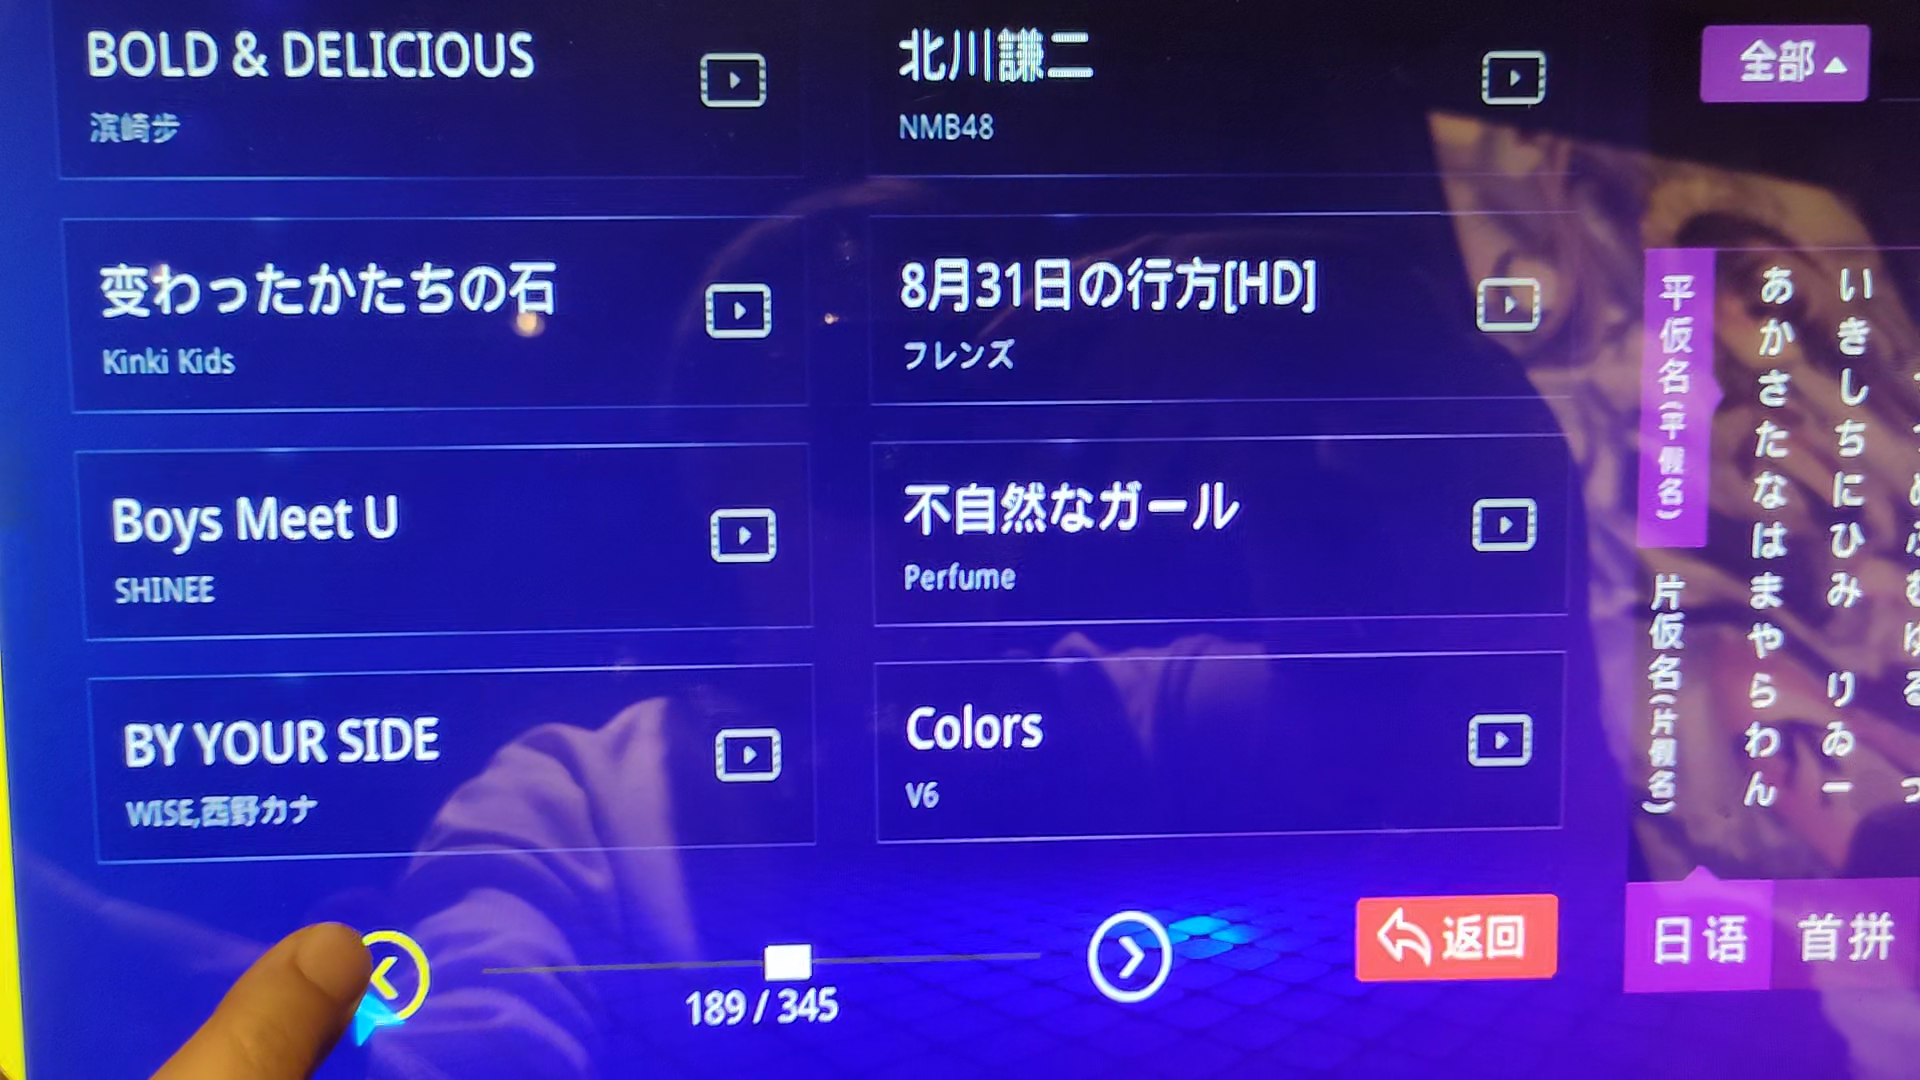 BOLD & DELICIOUS
滨崎步
北川謙二
NMB48
変わったかたちの石
Kinki Kids
8月31日の行方[HD]
フレンズ
Boys Meet U
SHINEE
不自然なガール
Perfume
BY YOUR SIDE
WISE,西野カナ
Colors
V6
189 / 345
返回
全部
平仮名(平假名)
片仮名(片假名)
あかさたなはまやらわん
いきしちにひみ りゐー
日语
首拼